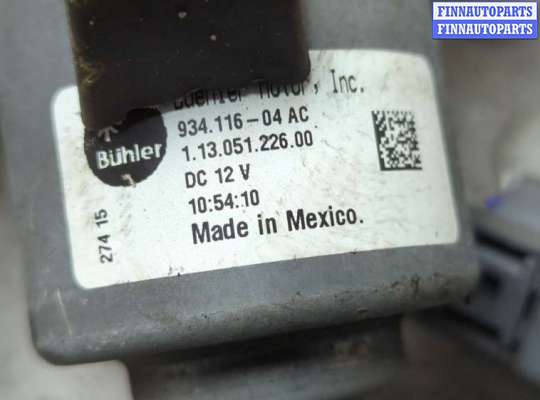 FINNAUTOPARTS
FINNAUTOPARTS
Buehler Motor, Inc.
Bühler
934.116-04 AC
1.13.051.226.00
DC 12 V
10:54:10
Made in Mexico.
274 15